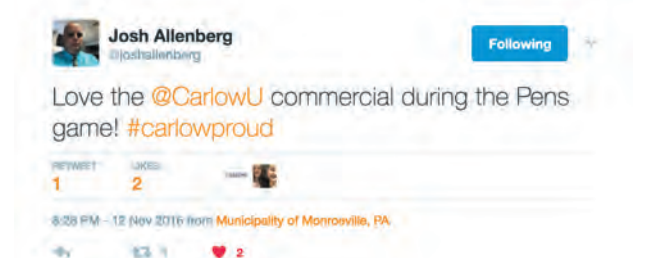 Josh Allenberg
@joshallenberg
Following
Love the @CarlowU commercial during the Pens
game! #carlowproud
RETWEET LIKES
1 2
8:28 PM - 12 Nov 2016 from Municipality of Monroeville, PA
1 2